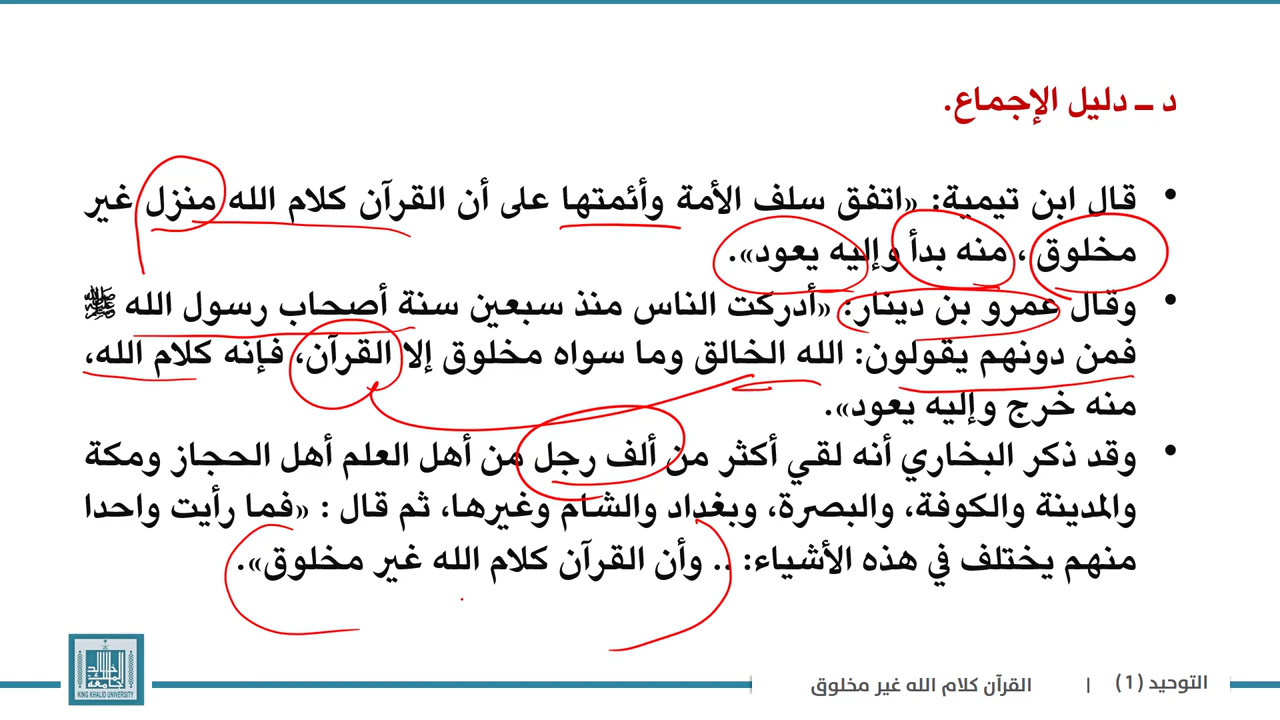 د ــ دليل الإجماع.
• قال ابن تيمية: «اتفق سلف الأمة وأئمتها على أن القرآن كلام الله منزل غير
مخلوق، منه بدأ وإليه يعود».
• وقال عمرو بن دينار: «أدركت الناس منذ سبعين سنة أصحاب رسول الله ﷺ
فمن دونهم يقولون: الله الخالق وما سواه مخلوق إلا القرآن، فإنه كلام الله،
منه خرج وإليه يعود».
• وقد ذكر البخاري أنه لقي أكثر من ألف رجل من أهل العلم أهل الحجاز ومكة
والمدينة والكوفة، والبصرة، وبغداد والشام وغيرها، ثم قال : «فما رأيت واحدا
منهم يختلف في هذه الأشياء: .. وأن القرآن كلام الله غير مخلوق».
جامعة الملك خالد
KING KHALID UNIVERSITY
التوحيد (1) | القرآن كلام الله غير مخلوق